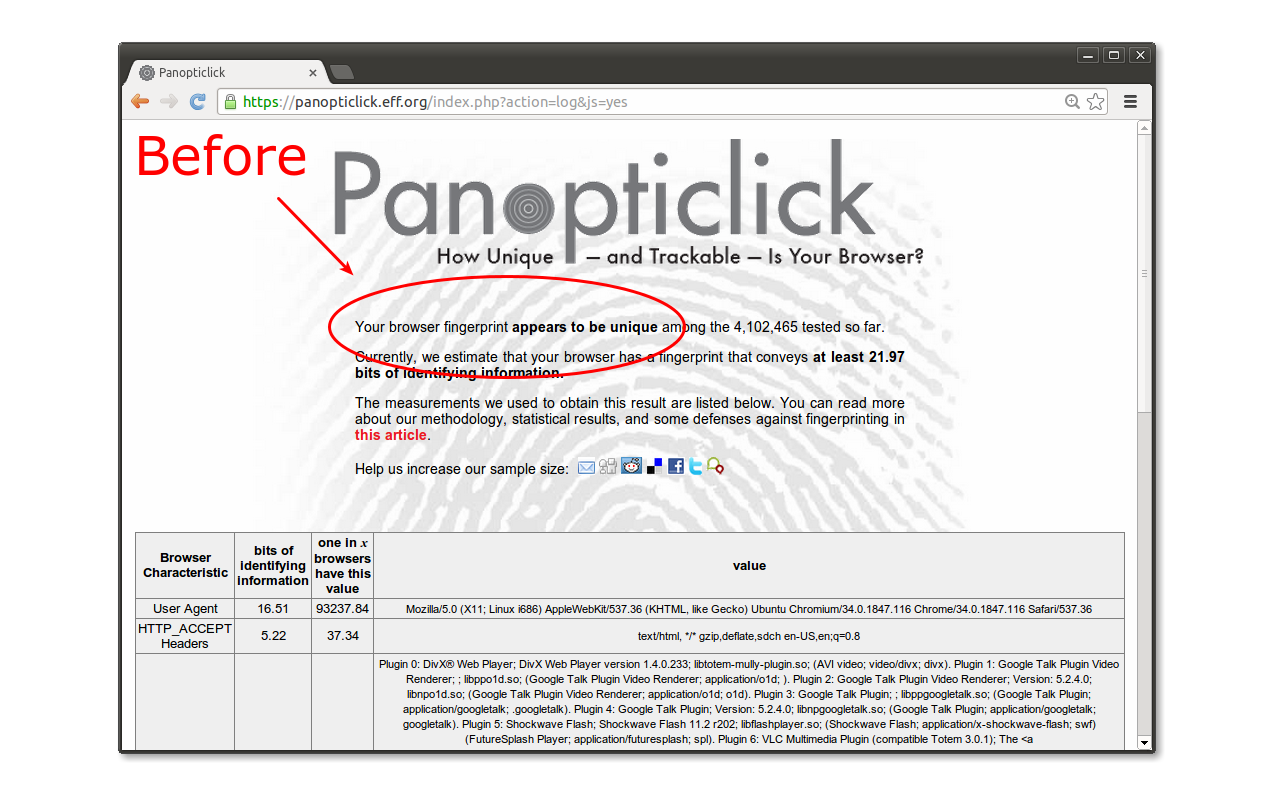 Panopticlick
https://panopticlick.eff.org/index.php?action=log&js=yes
Before
Panopticlick
How Unique — and Trackable — Is Your Browser?
Your browser fingerprint appears to be unique among the 4,102,465 tested so far.
Currently, we estimate that your browser has a fingerprint that conveys at least 21.97
bits of identifying information.
The measurements we used to obtain this result are listed below. You can read more
about our methodology, statistical results, and some defenses against fingerprinting in
this article.
Help us increase our sample size:
Browser
Characteristic
bits of
identifying
information
one in x
browsers
have this
value
value
User Agent
16.51
93237.84
Mozilla/5.0 (X11; Linux i686) AppleWebKit/537.36 (KHTML, like Gecko) Ubuntu Chromium/34.0.1847.116 Chrome/34.0.1847.116 Safari/537.36
HTTP_ACCEPT
Headers
5.22
37.34
text/html, */* gzip,deflate,sdch en-US,en;q=0.8
Plugin 0: DivX® Web Player; DivX Web Player version 1.4.0.233; libtotem-mully-plugin.so; (AVI video; video/divx; divx). Plugin 1: Google Talk Plugin Video
Renderer; ; libppo1d.so; (Google Talk Plugin Video Renderer; application/o1d; ). Plugin 2: Google Talk Plugin Video Renderer; Version: 5.2.4.0;
libnpo1d.so; (Google Talk Plugin Video Renderer; application/o1d; o1d). Plugin 3: Google Talk Plugin; ; libppgoogletalk.so; (Google Talk Plugin;
application/googletalk; .googletalk). Plugin 4: Google Talk Plugin; Version: 5.2.4.0; libnpgoogletalk.so; (Google Talk Plugin; application/googletalk;
googletalk). Plugin 5: Shockwave Flash; Shockwave Flash 11.2 r202; libflashplayer.so; (Shockwave Flash; application/x-shockwave-flash; swf)
(FutureSplash Player; application/futuresplash; spl). Plugin 6: VLC Multimedia Plugin (compatible Totem 3.0.1); The <a